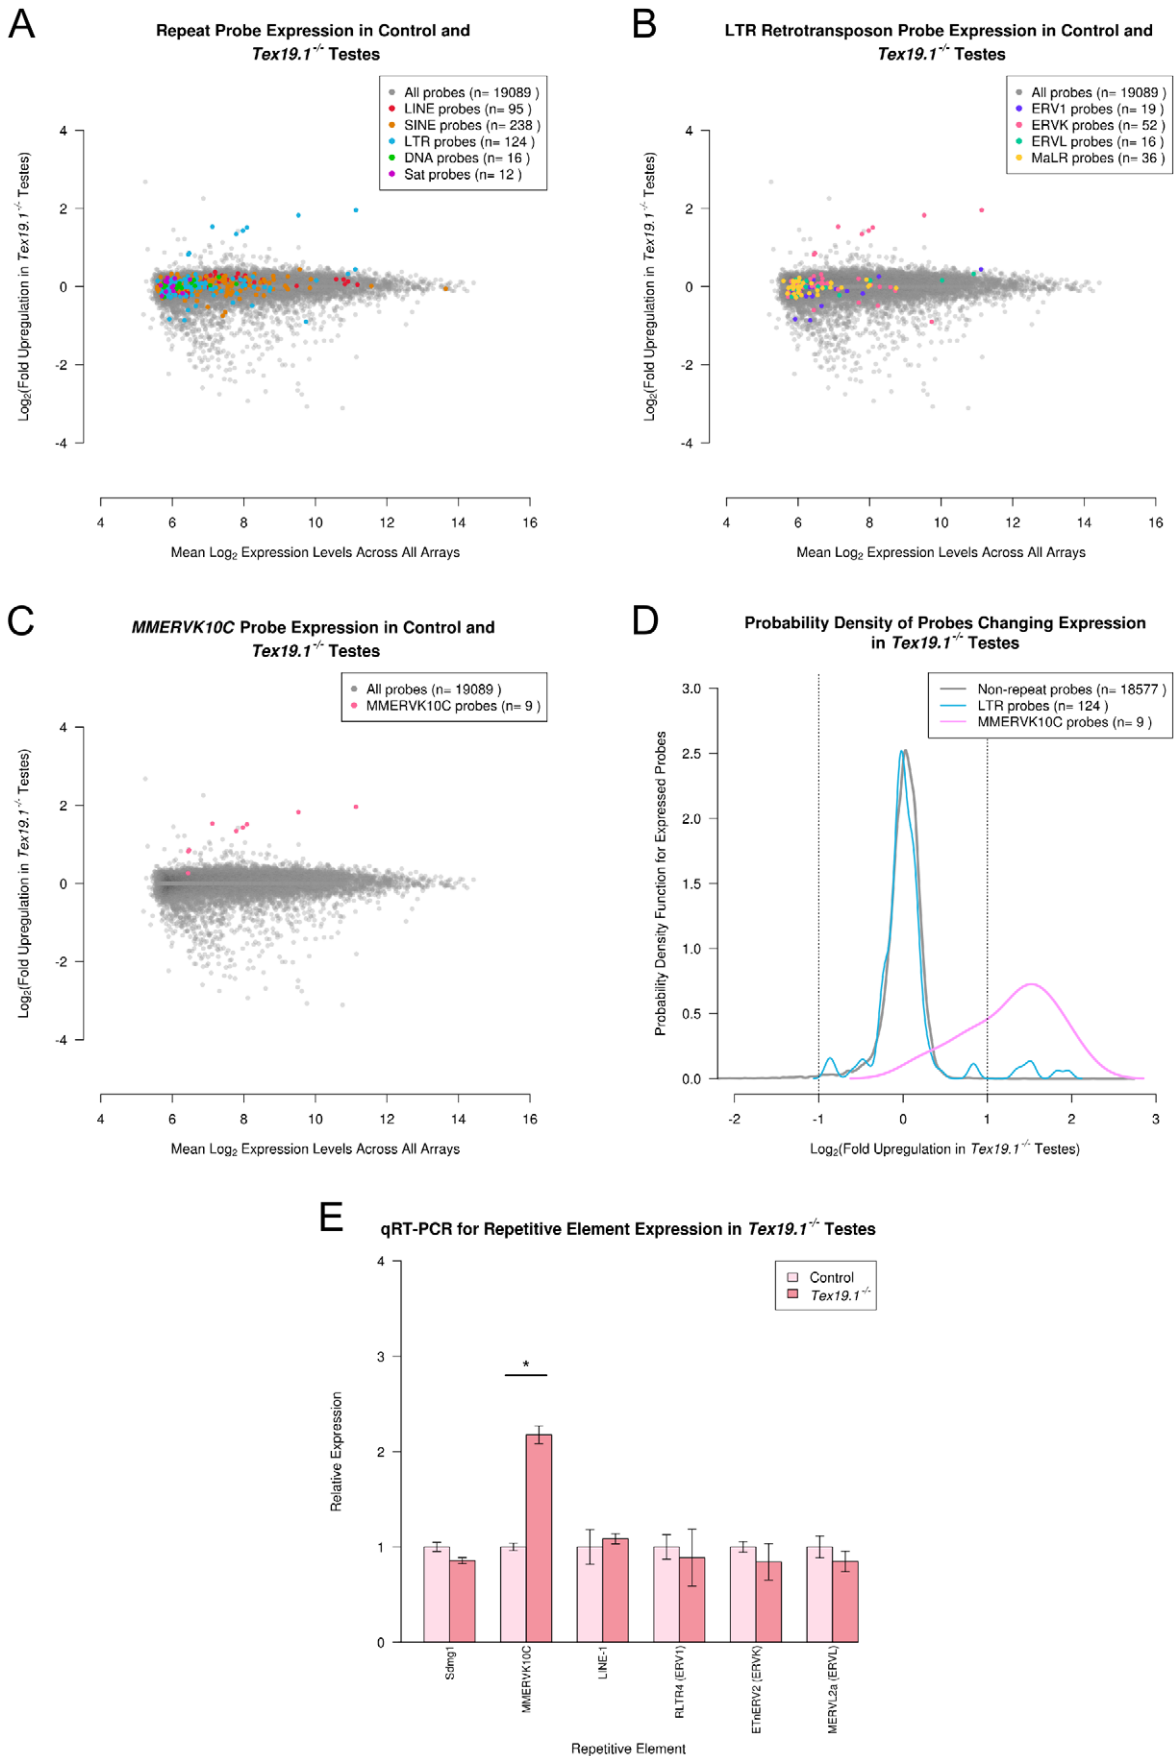 A
Repeat Probe Expression in Control and
Tex19.1-/- Testes
All probes (n= 19089 )
LINE probes (n= 95 )
SINE probes (n= 238 )
LTR probes (n= 124 )
DNA probes (n= 16 )
Sat probes (n= 12 )
Log2(Fold Upregulation in Tex19.1-/- Testes)
4
2
0
-2
-4
4 6 8 10 12 14 16
Mean Log2 Expression Levels Across All Arrays
B
LTR Retrotransposon Probe Expression in Control and
Tex19.1-/- Testes
All probes (n= 19089 )
ERV1 probes (n= 19 )
ERVK probes (n= 52 )
ERVL probes (n= 16 )
MaLR probes (n= 36 )
Log2(Fold Upregulation in Tex19.1-/- Testes)
4
2
0
-2
-4
4 6 8 10 12 14 16
Mean Log2 Expression Levels Across All Arrays
C
MMERVK10C Probe Expression in Control and
Tex19.1-/- Testes
All probes (n= 19089 )
MMERVK10C probes (n= 9 )
Log2(Fold Upregulation in Tex19.1-/- Testes)
4
2
0
-2
-4
4 6 8 10 12 14 16
Mean Log2 Expression Levels Across All Arrays
D
Probability Density of Probes Changing Expression
in Tex19.1-/- Testes
Non-repeat probes (n= 18577 )
LTR probes (n= 124 )
MMERVK10C probes (n= 9 )
Probability Density Function for Expressed Probes
3.0
2.5
2.0
1.5
1.0
0.5
0.0
-2 -1 0 1 2 3
Log2(Fold Upregulation in Tex19.1-/- Testes)
E
qRT-PCR for Repetitive Element Expression in Tex19.1-/- Testes
Control
Tex19.1-/-
Relative Expression
4
3
2
1
0
*
Sdmg1
MMERVK10C
LINE-1
RLTR4 (ERV1)
ETnERV2 (ERVK)
MERVL2a (ERVL)
Repetitive Element